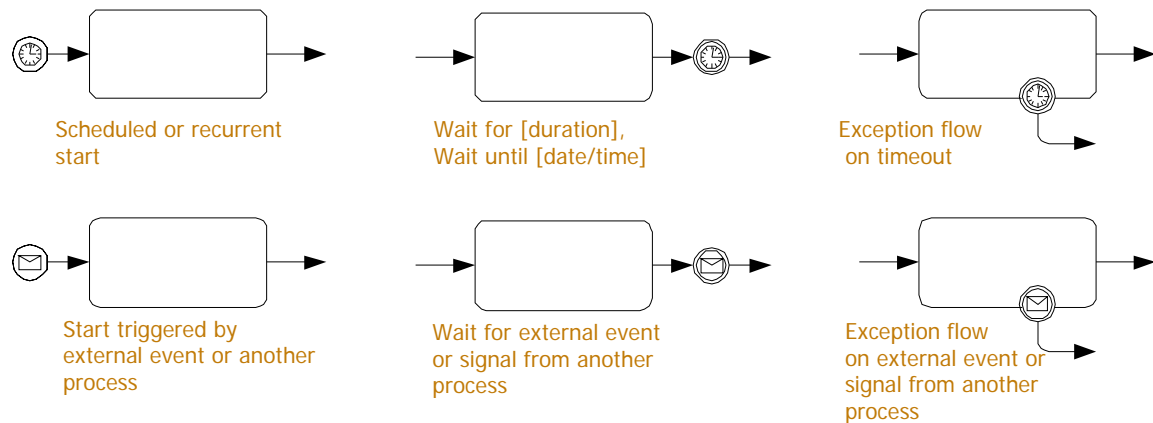 Scheduled or recurrent
start
Wait for [duration],
Wait until [date/time]
Exception flow
on timeout
Start triggered by
external event or another
process
Wait for external event
or signal from another
process
Exception flow
on external event or
signal from another
process